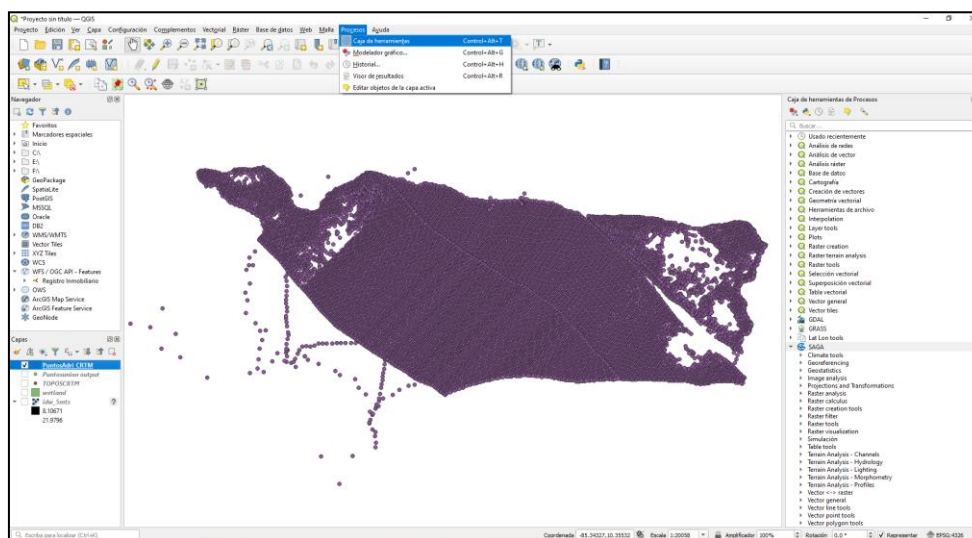 *Proyecto sin título — QGIS
Proyecto Edición Ver Capa Configuración Complementos Vectorial Ráster Base de datos Web Malla Procesos Ayuda
Caja de herramientas Control+Alt+T
Modelador gráfico... Control+Alt+G
Historial... Control+Alt+H
Visor de resultados Control+Alt+R
Editar objetos de la capa activa
Navegador
Favoritos
Marcadores espaciales
Inicio
C:\
E:\
F:\
GeoPackage
SpatiaLite
PostGIS
MSSQL
Oracle
DB2
WMS/WMTS
Vector Tiles
XYZ Tiles
WCS
WFS / OGC API - Features
Registro Inmobiliario
OWS
ArcGIS Map Service
ArcGIS Feature Service
GeoNode
Capas
PuntosAdri CRTM
Puntosunion output
TOPOSCRTM
wetland
Idw_5mts
8.10671
21.9796
Caja de herramientas de Procesos
Buscar...
Usado recientemente
Análisis de redes
Análisis de vector
Análisis ráster
Base de datos
Cartografía
Creación de vectores
Geometría vectorial
Herramientas de archivo
Interpolation
Layer tools
Plots
Raster creation
Raster terrain analysis
Raster tools
Selección vectorial
Superposición vectorial
Table vectorial
Vector general
Vector tiles
GDAL
GRASS
Lat Lon tools
SAGA
Climate tools
Georeferencing
Geostatistics
Image analysis
Projections and Transformations
Raster analysis
Raster calculus
Raster creation tools
Raster filter
Raster tools
Raster visualization
Simulación
Table tools
Terrain Analysis - Channels
Terrain Analysis - Hydrology
Terrain Analysis - Lighting
Terrain Analysis - Morphometry
Terrain Analysis - Profiles
Vector <-> raster
Vector general
Vector line tools
Vector point tools
Vector polygon tools
Escriba para localizar (Ctrl+K)
Coordenada -85.34327,10.35532 Escala 1:20058 Amplificador 100% Rotación 0.0 ° Representar EPSG:4326